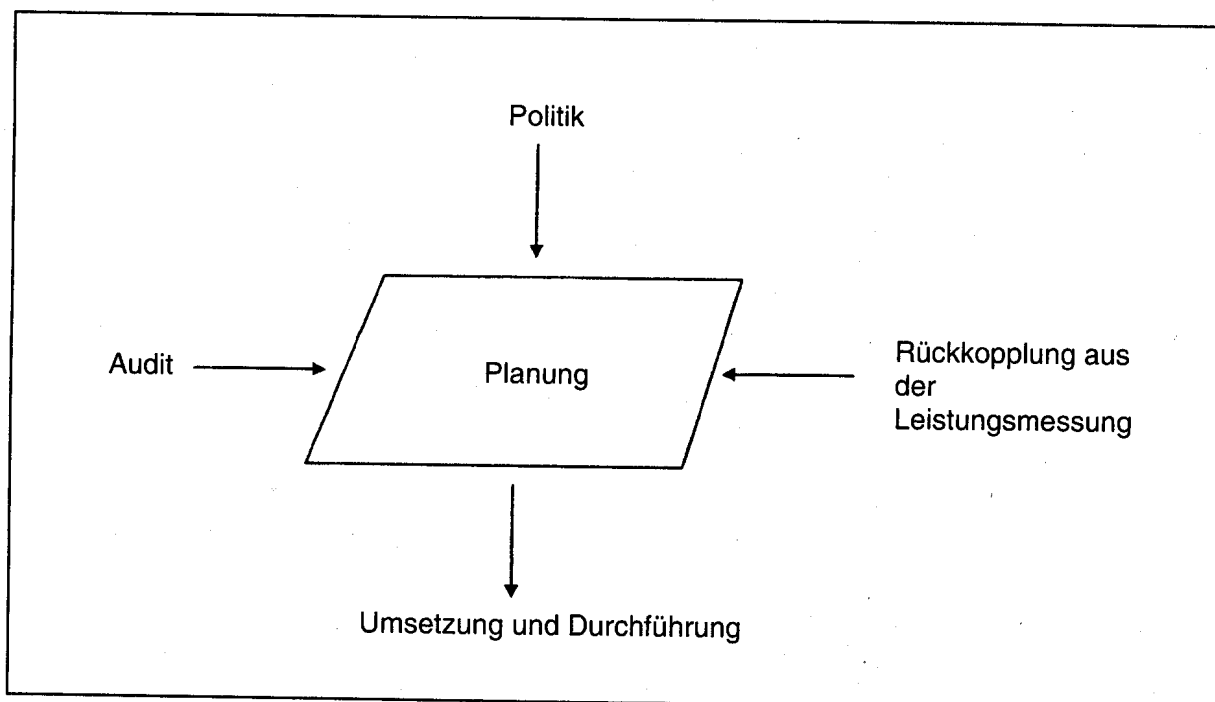 Politik
Audit
Planung
Rückkopplung aus
der
Leistungsmessung
Umsetzung und Durchführung